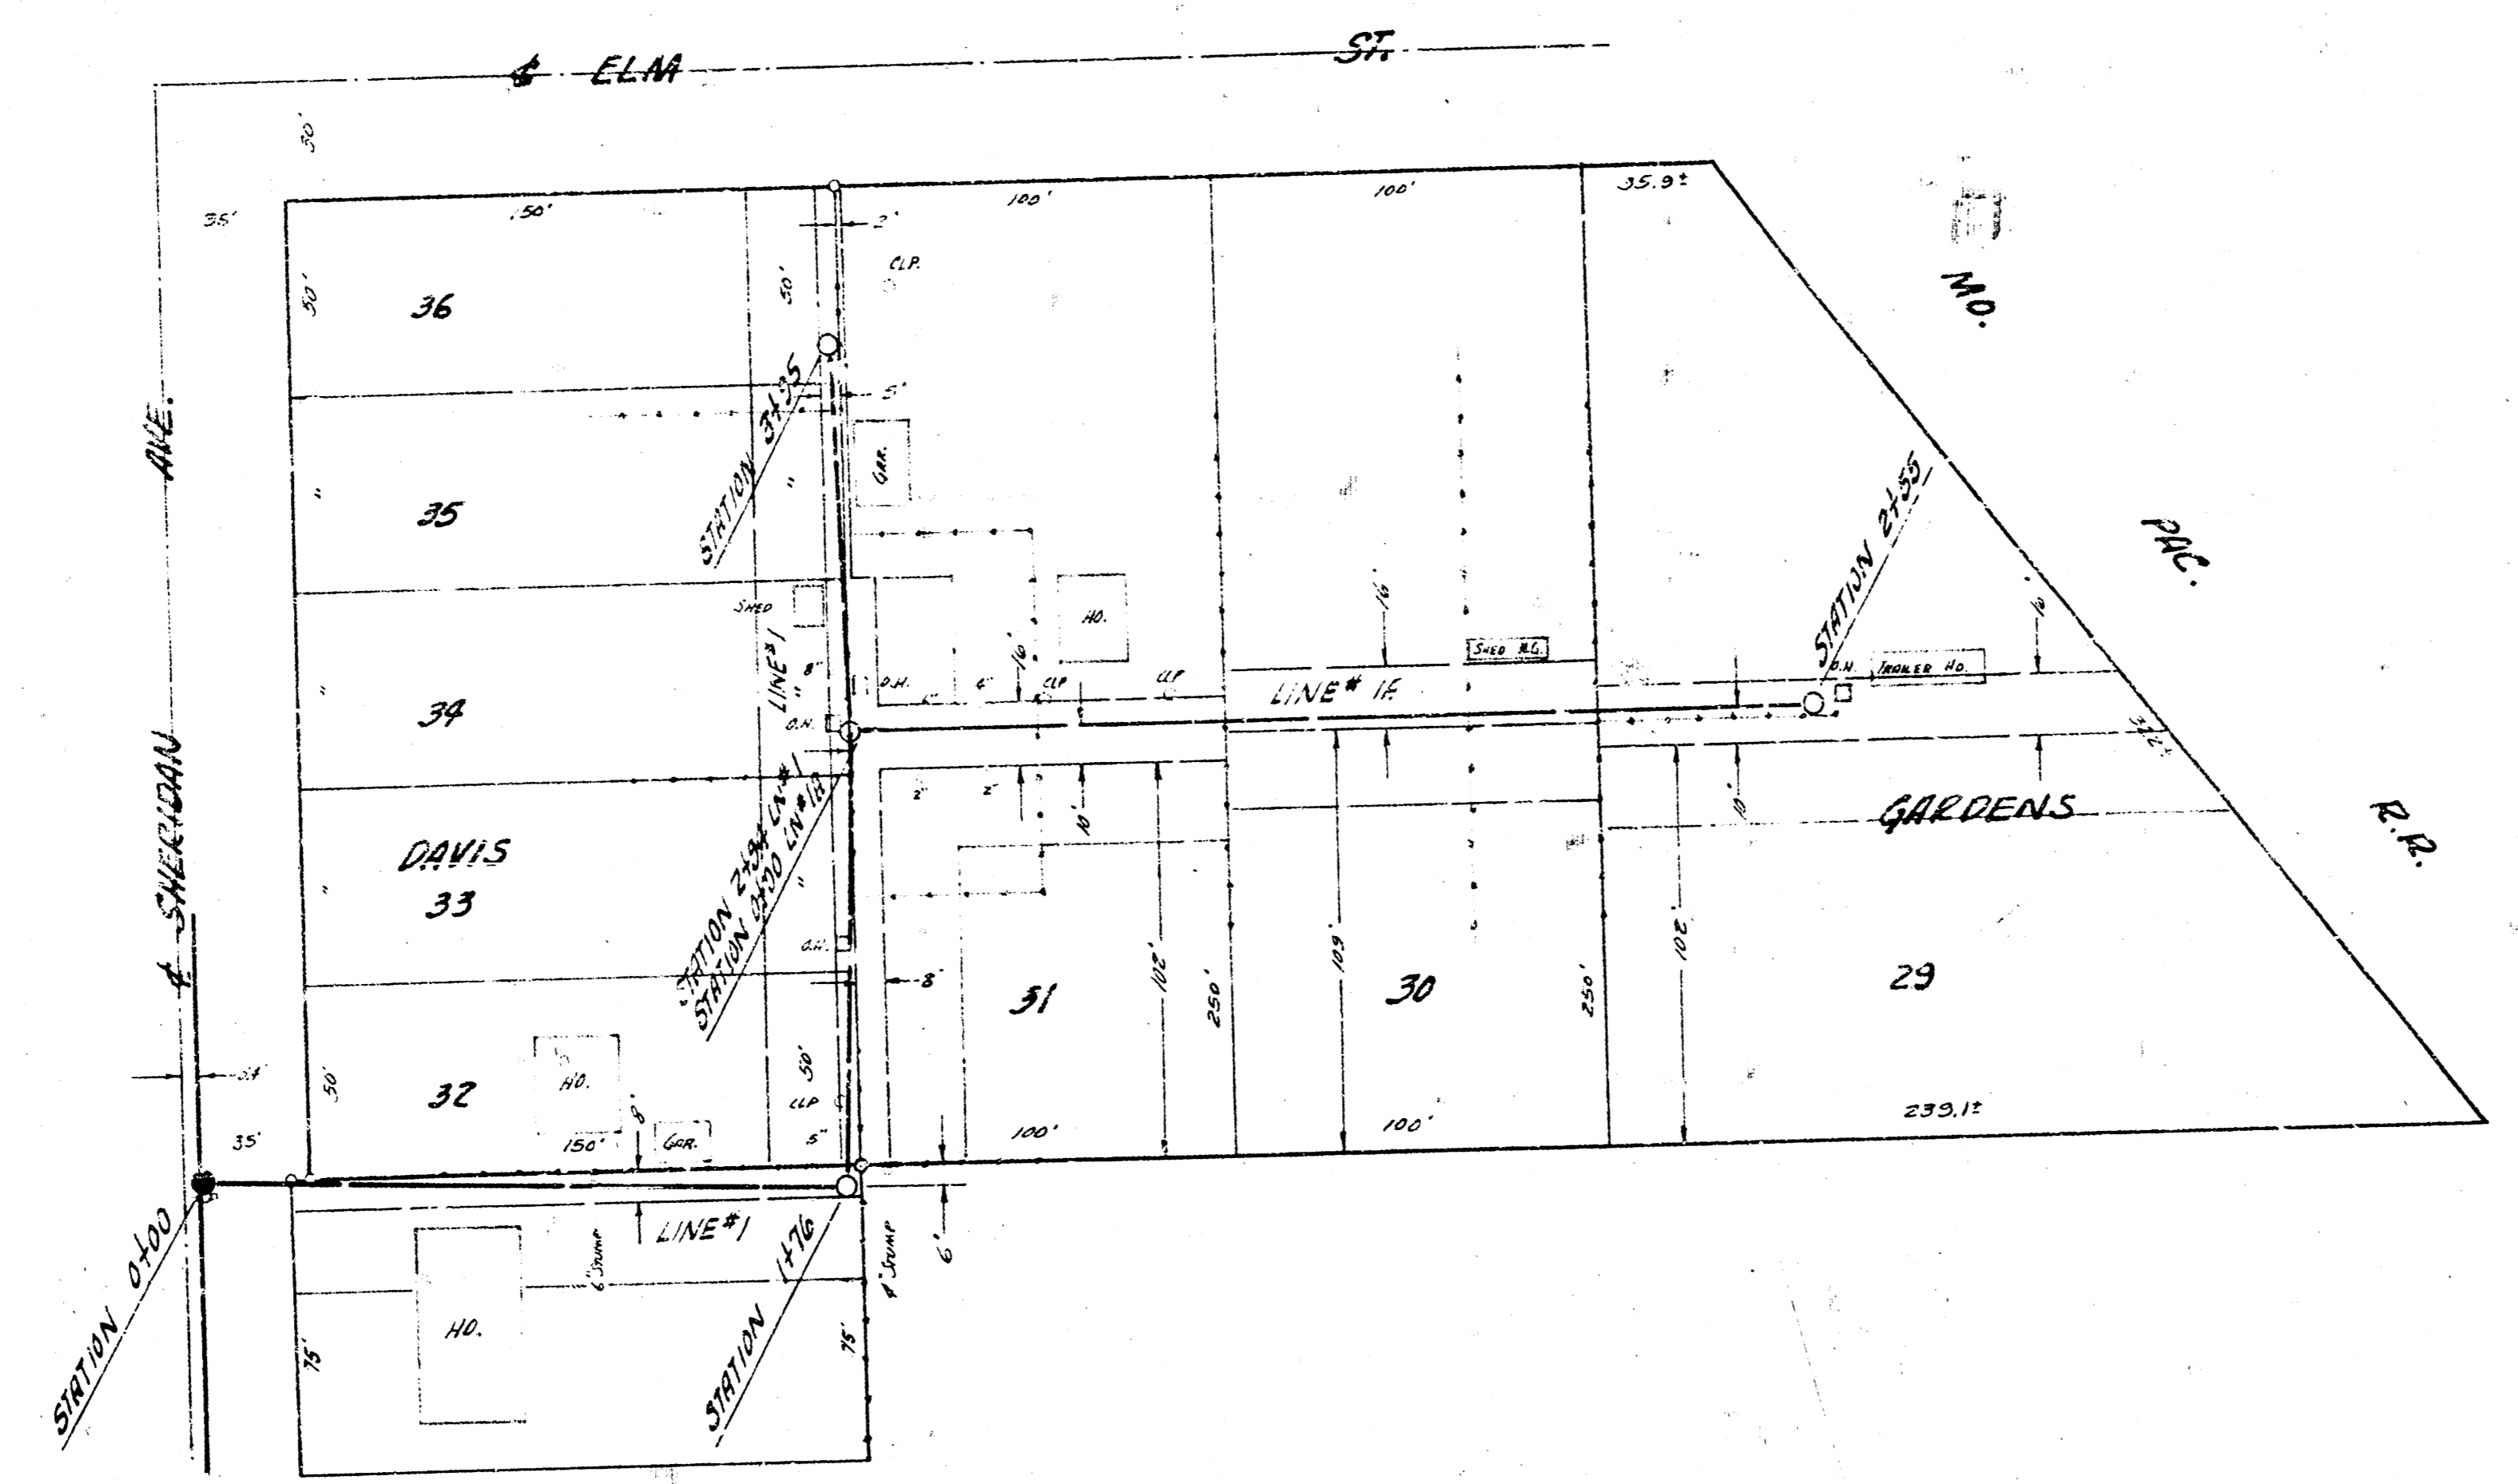 ℄ ELM ST.
50'
35'
150'
100'
100'
35.9±
2'
CLP.
MO.
50'
36
50'
STATION 3+95
5'
GAR.
AVE.
"
35
"
STATION 2+55
PAC.
SHED
HO.
16'
SHED BLG.
10'
LINE #1
8"
16'
O.H.
4"
CLP
CLP
O.H.
TRAILER HO.
"
34
"
O.H.
LINE #
℄ SHERIDAN
2"
2"
10'
10'
GARDENS
R.R.
DAVIS
33
"
"
STATION 2+94 LN#1
STATION 0+00 LN#1A
O.H.
8'
102'
109'
102'
31
250'
30
250'
29
50'
32
HO.
8'
CLP
50'
35'
150'
GAR.
5"
100'
100'
239.1±
STATION 0+00
LINE #1
6" STUMP
STATION 1+76
4" STUMP
6'
HO.
75'
75'